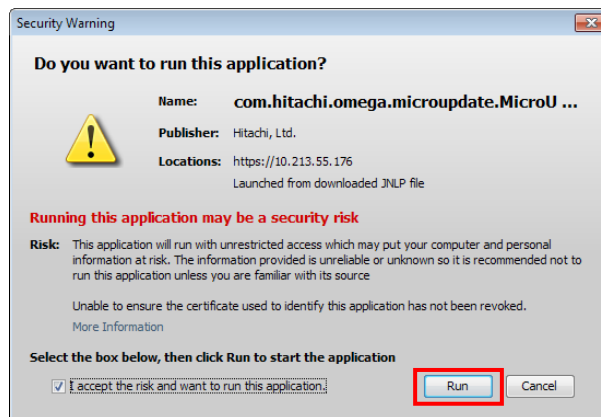 Security Warning
Do you want to run this application?
Name: com.hitachi.omega.microupdate.MicroU ...
Publisher: Hitachi, Ltd.
Locations: https://10.213.55.176
Launched from downloaded JNLP file
Running this application may be a security risk
Risk: This application will run with unrestricted access which may put your computer and personal
information at risk. The information provided is unreliable or unknown so it is recommended not to
run this application unless you are familiar with its source
Unable to ensure the certificate used to identify this application has not been revoked.
More Information
Select the box below, then click Run to start the application
I accept the risk and want to run this application.
Run Cancel